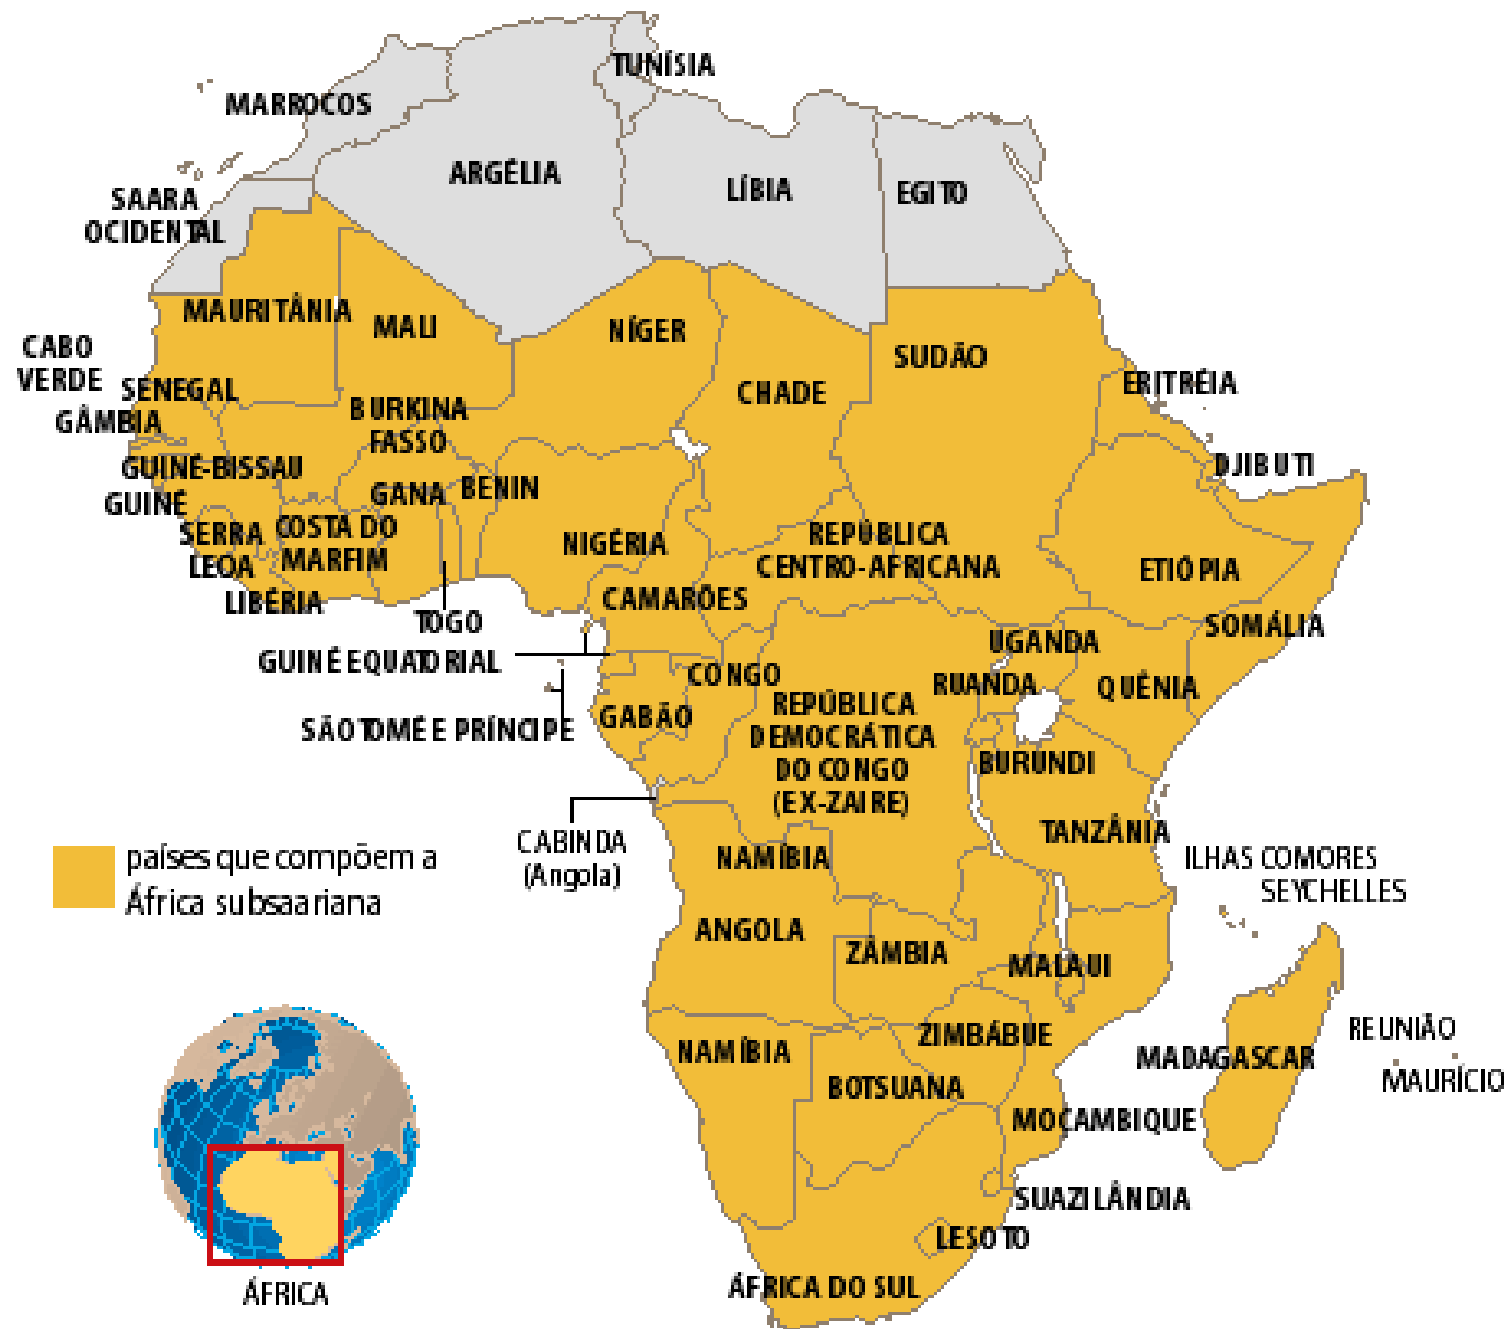 TUNÍSIA
MARROCOS
ARGÉLIA
LÍBIA
EGITO
SAARA
OCIDENTAL
MAURITÂNIA
MALI
NÍGER
CHADE
SUDÃO
ERITRÉIA
CABO
VERDE
SENEGAL
GÂMBIA
BURKINA
FASSO
GUINÉ-BISSAU
GUINÉ
GANA
BENIN
DJIBUTI
SERRA
LEOA
COSTA DO
MARFIM
NIGÉRIA
REPÚBLICA
CENTRO-AFRICANA
ETIÓPIA
LIBÉRIA
TOGO
CAMARÕES
SOMÁLIA
GUINÉ EQUATORIAL
CONGO
UGANDA
RUANDA
QUÊNIA
SÃO TOMÉ E PRÍNCIPE
GABÃO
REPÚBLICA
DEMOCRÁTICA
DO CONGO
(EX-ZAIRE)
BURUNDI
CABINDA
(Angola)
TANZÂNIA
NAMÍBIA
ILHAS COMORES
SEYCHELLES
países que compõem a
África subsaariana
ANGOLA
ZÂMBIA
MALAUI
NAMÍBIA
ZIMBÁBUE
BOTSUANA
MADAGASCAR
REUNIÃO
MAURÍCIO
MOÇAMBIQUE
SUAZILÂNDIA
LESOTO
ÁFRICA DO SUL
ÁFRICA